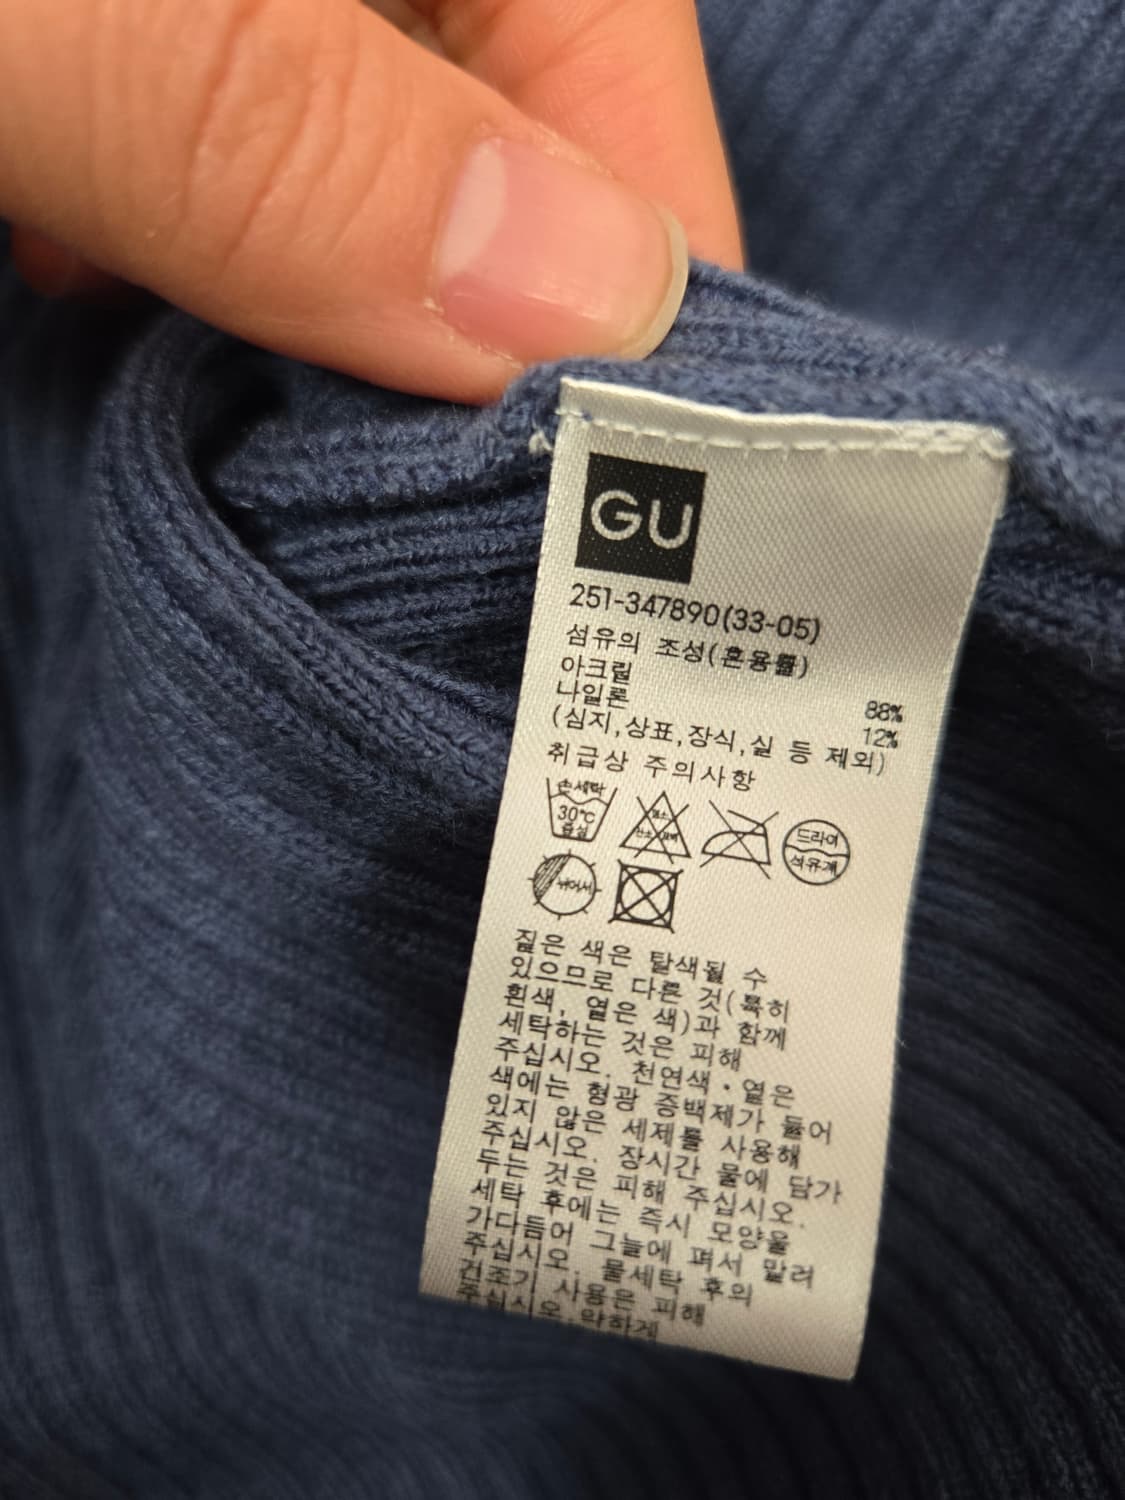 GU
251-347890(33-05)
섬유의 조성(혼용률)
아크릴 88%
나일론 12%
(심지,상표,장식,실 등 제외)
취급상 주의사항
손세탁
30℃
중성
드라이
석유계
뉘어서
짙은 색은 탈색될 수
있으므로 다른 것(특히
흰색, 옅은 색)과 함께
세탁하는 것은 피해
주십시오. 천연색·옅은
색에는 형광 증백제가 들어
있지 않은 세제를 사용해
주십시오. 장시간 물에 담가
두는 것은 피해 주십시오.
세탁 후에는 즉시 모양을
가다듬어 그늘에 펴서 말려
주십시오. 물세탁 후의
건조기 사용은 피해
주십시오.약하게